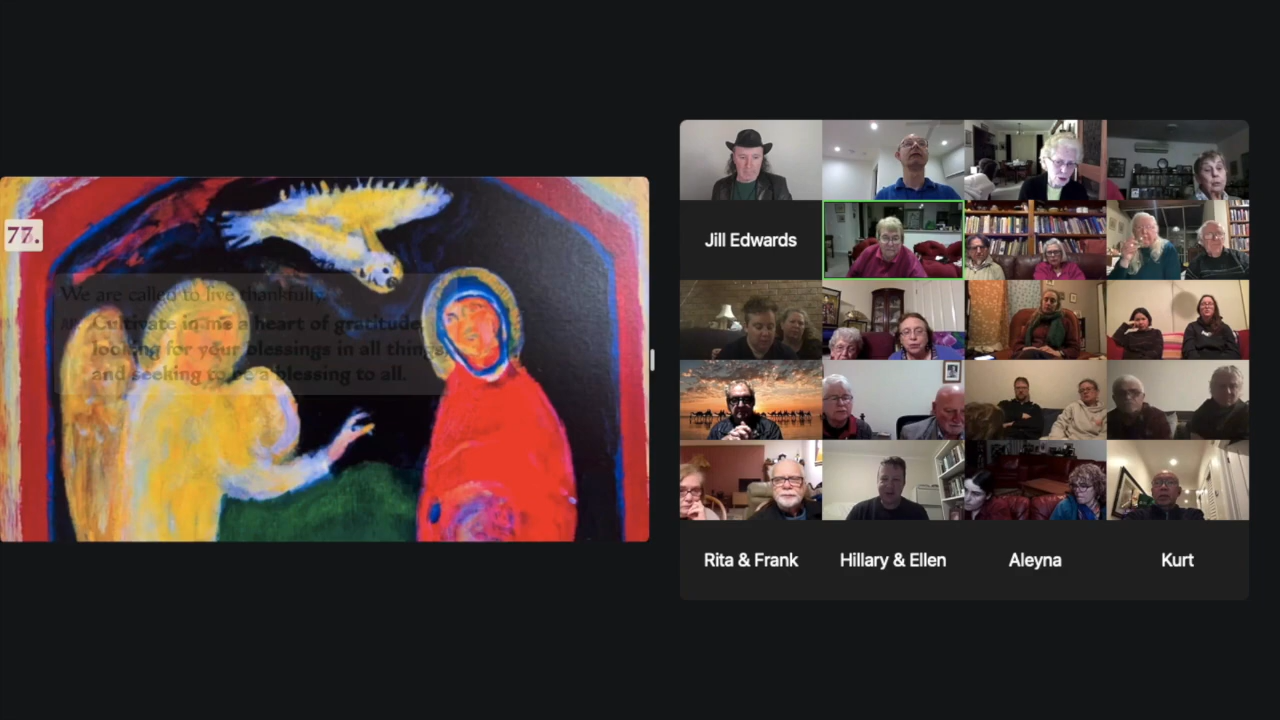 77.
We are called to live thankfully.
All: Cultivate in me a heart of gratitude,
looking for your blessings in all things
and seeking to be a blessing to all.
Jill Edwards
Rita & Frank
Hillary & Ellen
Aleyna
Kurt